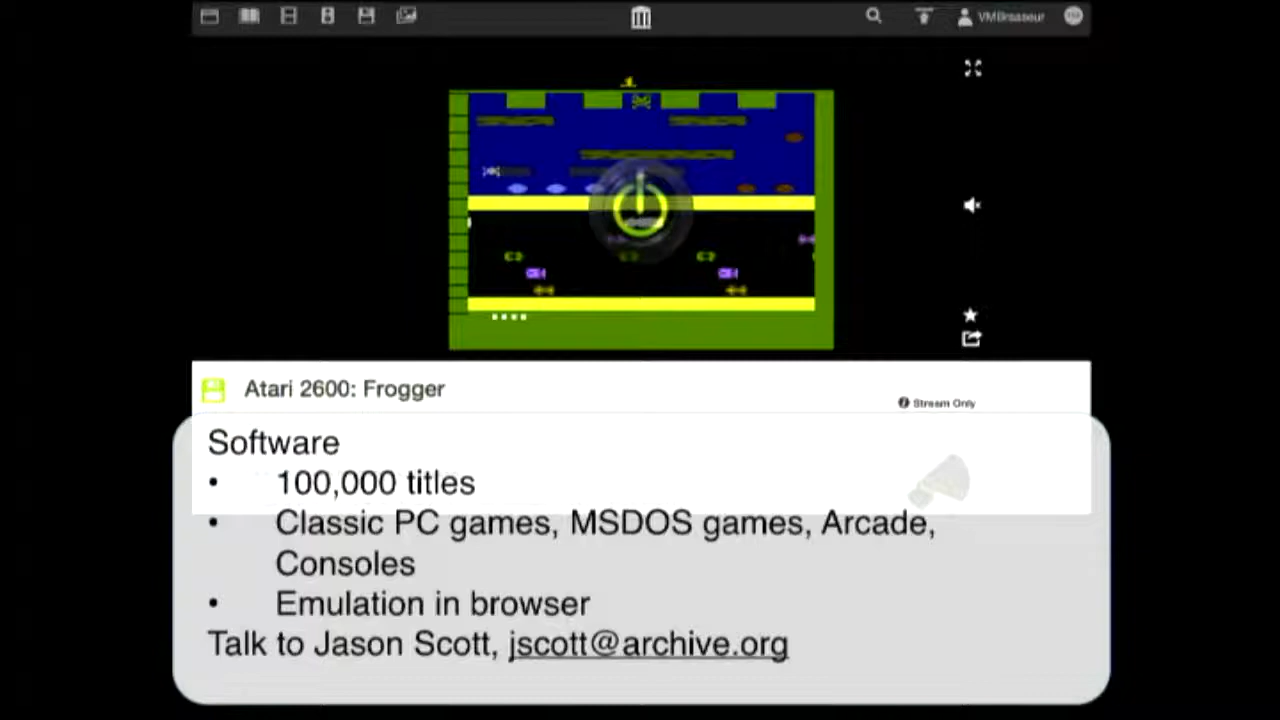 VMBrasseur
Atari 2600: Frogger
Stream Only
Software
• 100,000 titles
• Classic PC games, MSDOS games, Arcade,
Consoles
• Emulation in browser
Talk to Jason Scott, jscott@archive.org